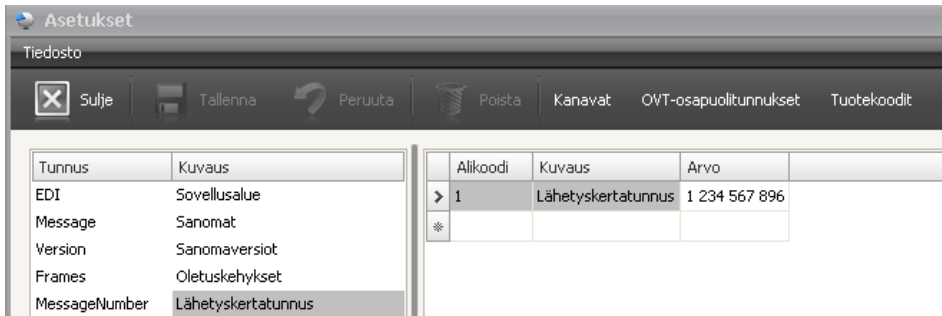 Asetukset
Tiedosto
Sulje Tallenna Peruuta Poista Kanavat OVT-osapuolitunnukset Tuotekoodit
Tunnus Kuvaus Alikoodi Kuvaus Arvo
EDI Sovellusalue 1 Lähetyskertatunnus 1 234 567 896
Message Sanomat
Version Sanomaversiot
Frames Oletuskehykset
MessageNumber Lähetyskertatunnus